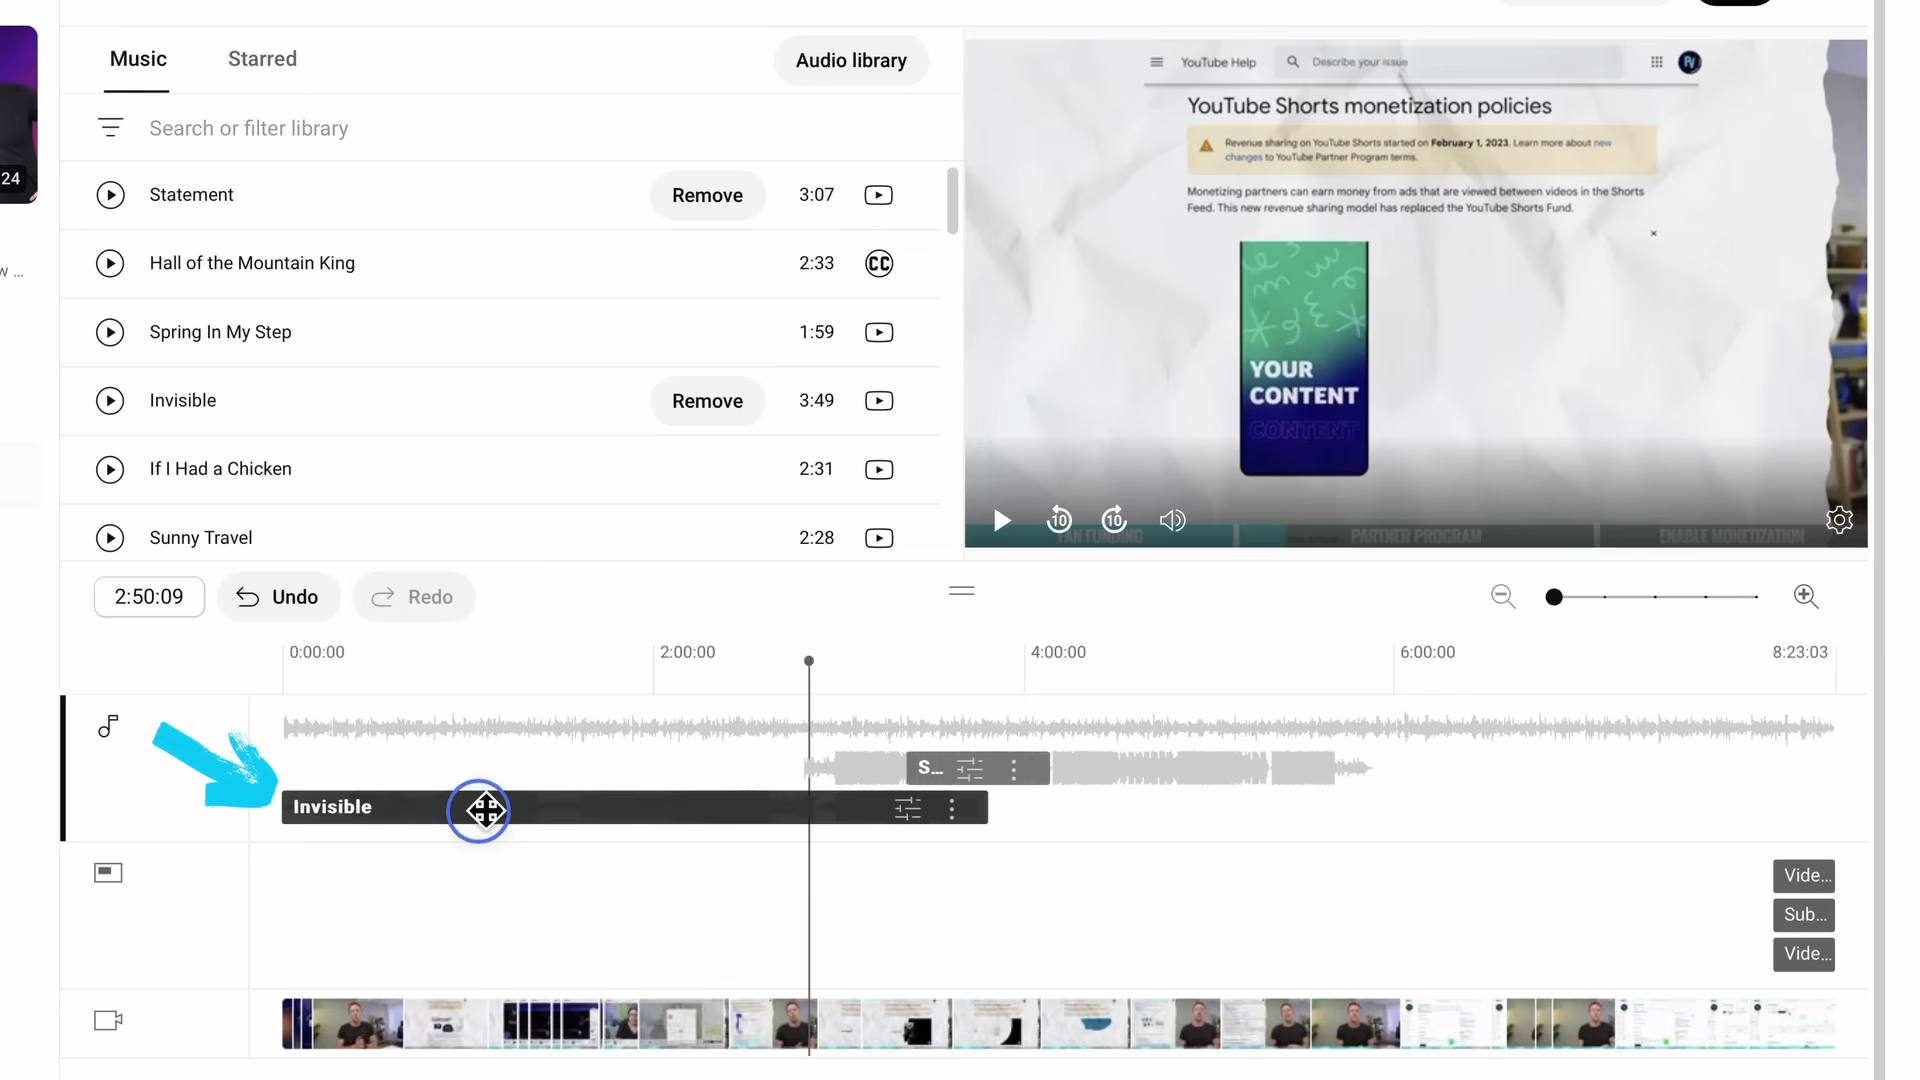 Music
Starred
Audio library
24
Search or filter library
w ...
Statement
Remove
3:07
Hall of the Mountain King
2:33
CC
Spring In My Step
1:59
Invisible
Remove
3:49
If I Had a Chicken
2:31
Sunny Travel
2:28
YouTube Help
Describe your issue
YouTube Shorts monetization policies
Revenue sharing on YouTube Shorts started on February 1, 2023. Learn more about new
changes to YouTube Partner Program terms.
Monetizing partners can earn money from ads that are viewed between videos in the Shorts
Feed. This new revenue sharing model has replaced the YouTube Shorts Fund.
YOUR
CONTENT
CONTENT
10
10
FAN FUNDING
PARTNER PROGRAM
ENABLE MONETIZATION
2:50:09
Undo
Redo
0:00:00
2:00:00
4:00:00
6:00:00
8:23:03
S...
Invisible
Vide...
Sub...
Vide...